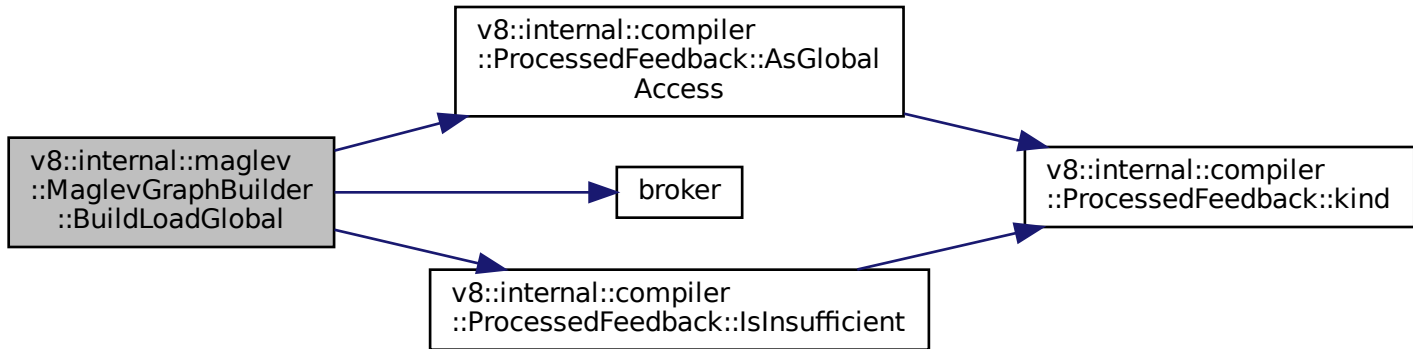 v8::internal::maglev
::MaglevGraphBuilder
::BuildLoadGlobal
v8::internal::compiler
::ProcessedFeedback::AsGlobal
Access
broker
v8::internal::compiler
::ProcessedFeedback::IsInsufficient
v8::internal::compiler
::ProcessedFeedback::kind